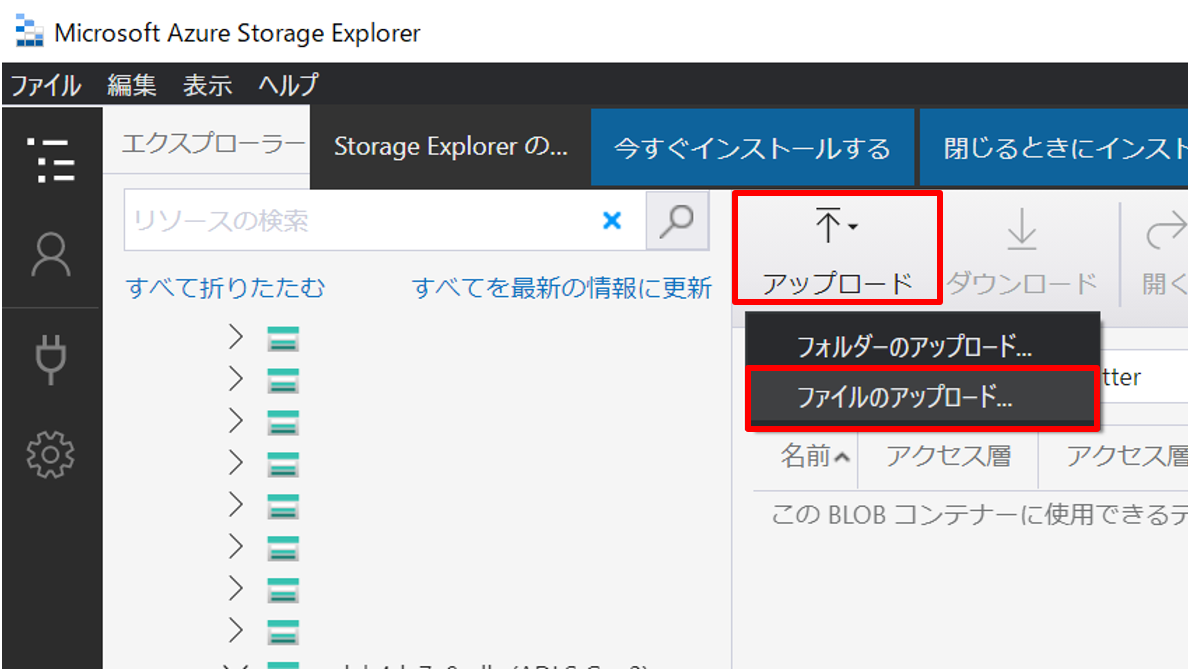 Microsoft Azure Storage Explorer
ファイル 編集 表示 ヘルプ
エクスプローラー
Storage Explorer の...
今すぐインストールする
閉じるときにインスト
リソースの検索
すべて折りたたむ すべてを最新の情報に更新
アップロード
ダウンロード
開く
フォルダーのアップロード...
ファイルのアップロード...
tter
名前 アクセス層 アクセス層
この BLOB コンテナーに使用できるデ